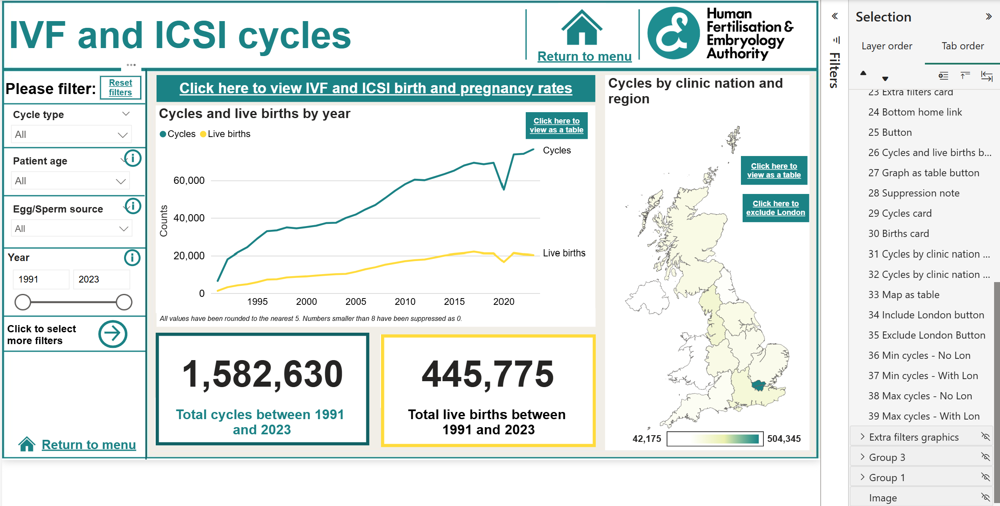 IVF and ICSI cycles
Return to menu
Human
Fertilisation &
Embryology
Authority
Please filter:
Reset
filters
Cycle type
All
Patient age
All
Egg/Sperm source
All
Year
1991
2023
Click to select
more filters
Return to menu
Click here to view IVF and ICSI birth and pregnancy rates
Cycles and live births by year
Click here to
view as a table
Cycles
Live births
Cycles
Live births
Counts
60,000
40,000
20,000
0
1995
2000
2005
2010
2015
2020
All values have been rounded to the nearest 5. Numbers smaller than 8 have been suppressed as 0.
1,582,630
Total cycles between 1991
and 2023
445,775
Total live births between
1991 and 2023
Cycles by clinic nation and
region
Click here to
view as a table
Click here to
exclude London
42,175
504,345
Filters
Selection
Layer order
Tab order
23 Extra filters card
24 Bottom home link
25 Button
26 Cycles and live births b...
27 Graph as table button
28 Suppression note
29 Cycles card
30 Births card
31 Cycles by clinic nation ...
32 Cycles by clinic nation ...
33 Map as table
34 Include London button
35 Exclude London Button
36 Min cycles - No Lon
37 Min cycles - With Lon
38 Max cycles - No Lon
39 Max cycles - With Lon
Extra filters graphics
Group 3
Group 1
Image